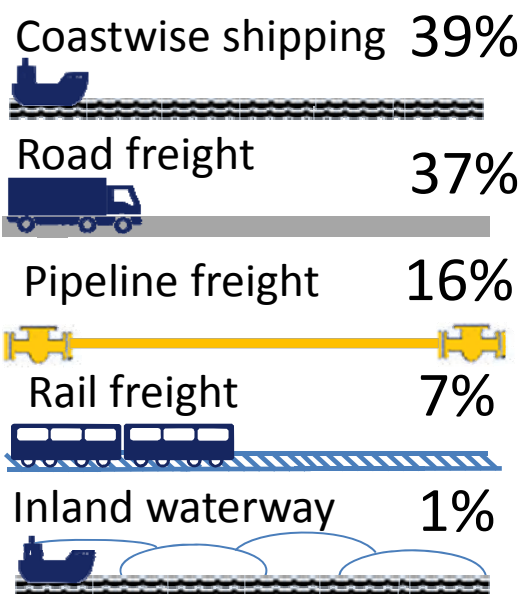 Coastwise shipping 39%
Road freight 37%
Pipeline freight 16%
Rail freight 7%
Inland waterway 1%